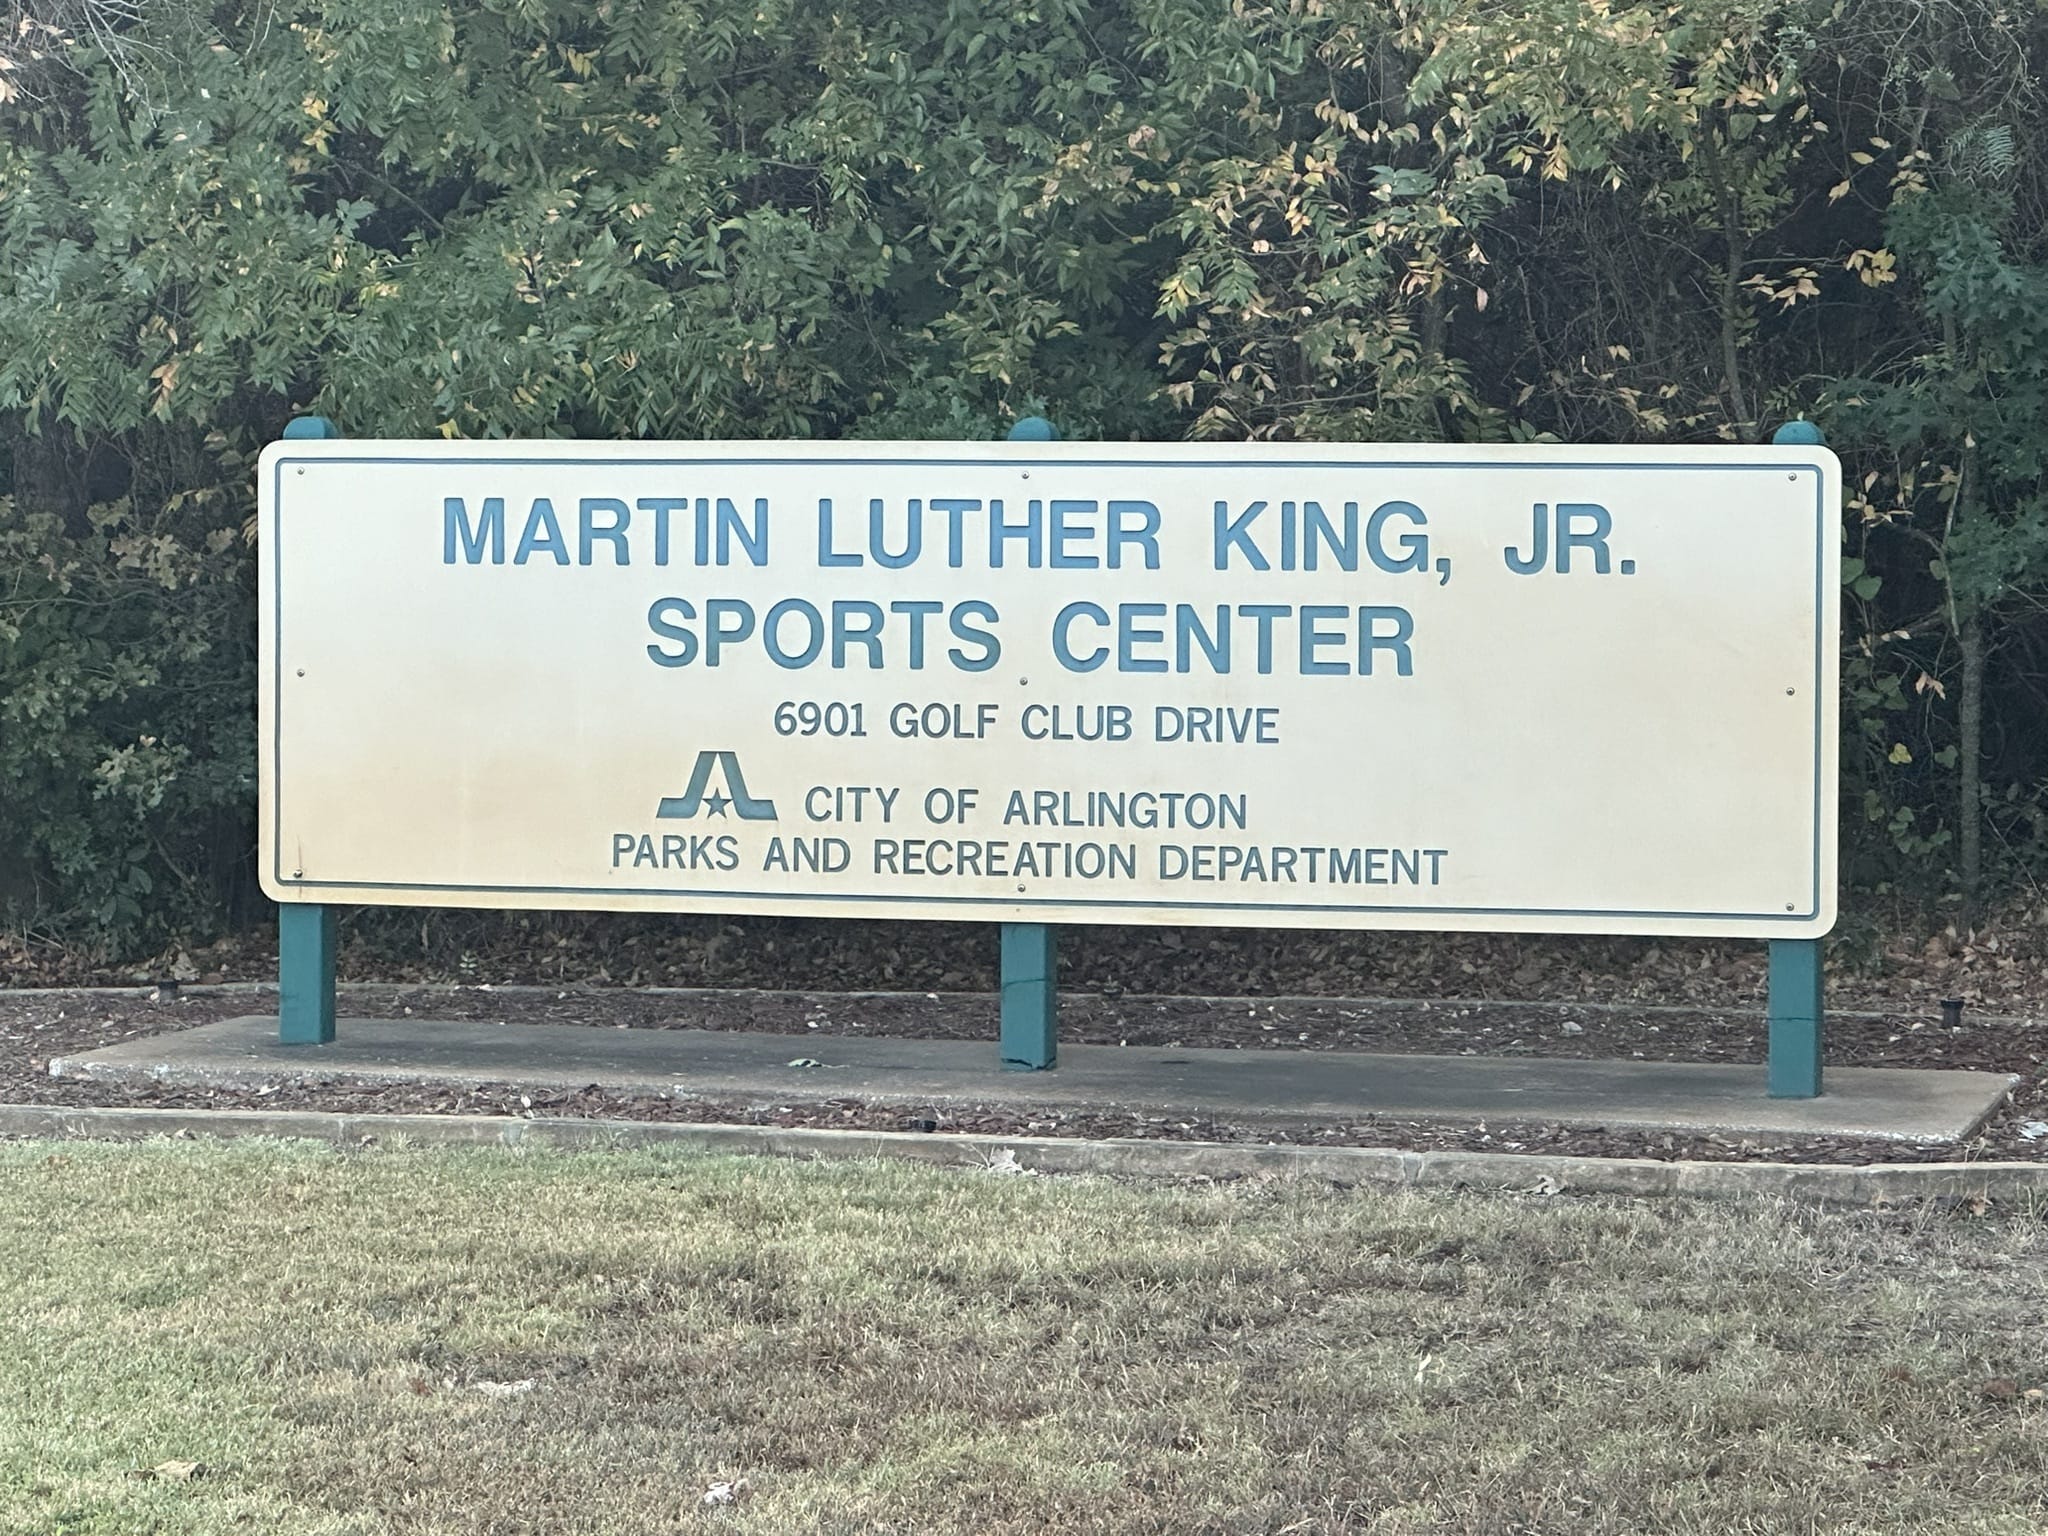 MARTIN LUTHER KING, JR.
SPORTS CENTER
6901 GOLF CLUB DRIVE
CITY OF ARLINGTON
PARKS AND RECREATION DEPARTMENT